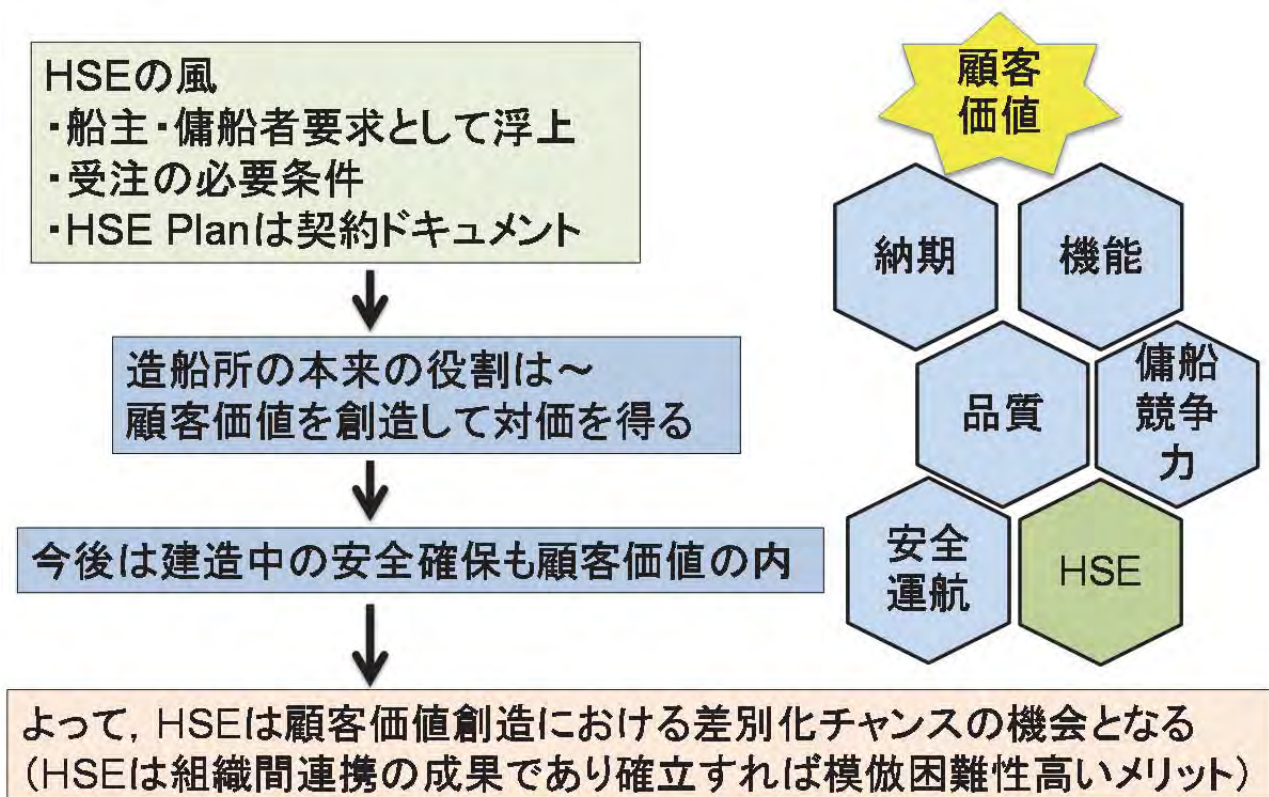 HSEの風
・船主・傭船者要求として浮上
・受注の必要条件
・HSE Planは契約ドキュメント
造船所の本来の役割は～
顧客価値を創造して対価を得る
今後は建造中の安全確保も顧客価値の内
よって，HSEは顧客価値創造における差別化チャンスの機会となる
（HSEは組織間連携の成果であり確立すれば模倣困難性高いメリット）
顧客
価値
納期
機能
品質
傭船
競争
力
安全
運航
HSE